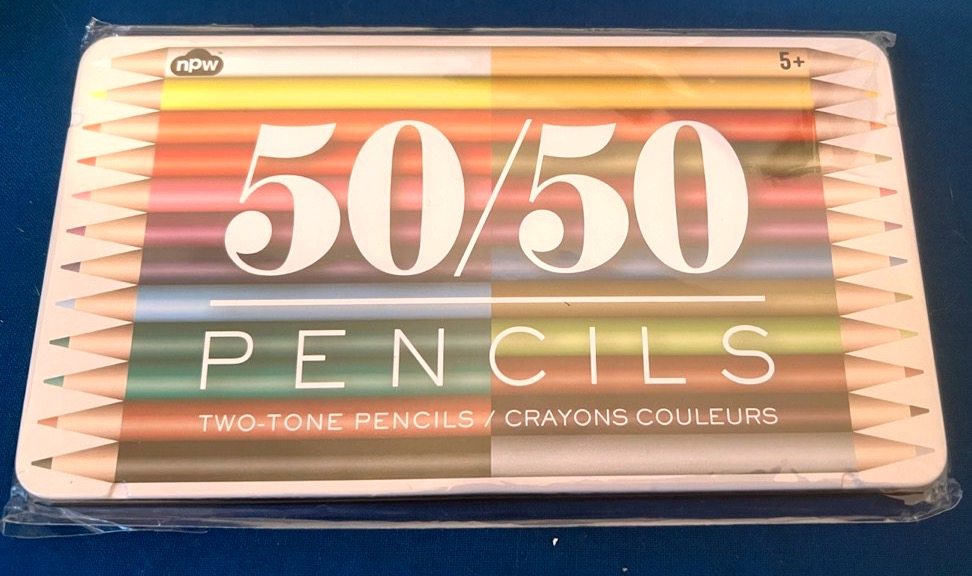 npw
5+
50/50
PENCILS
TWO-TONE PENCILS / CRAYONS COULEURS